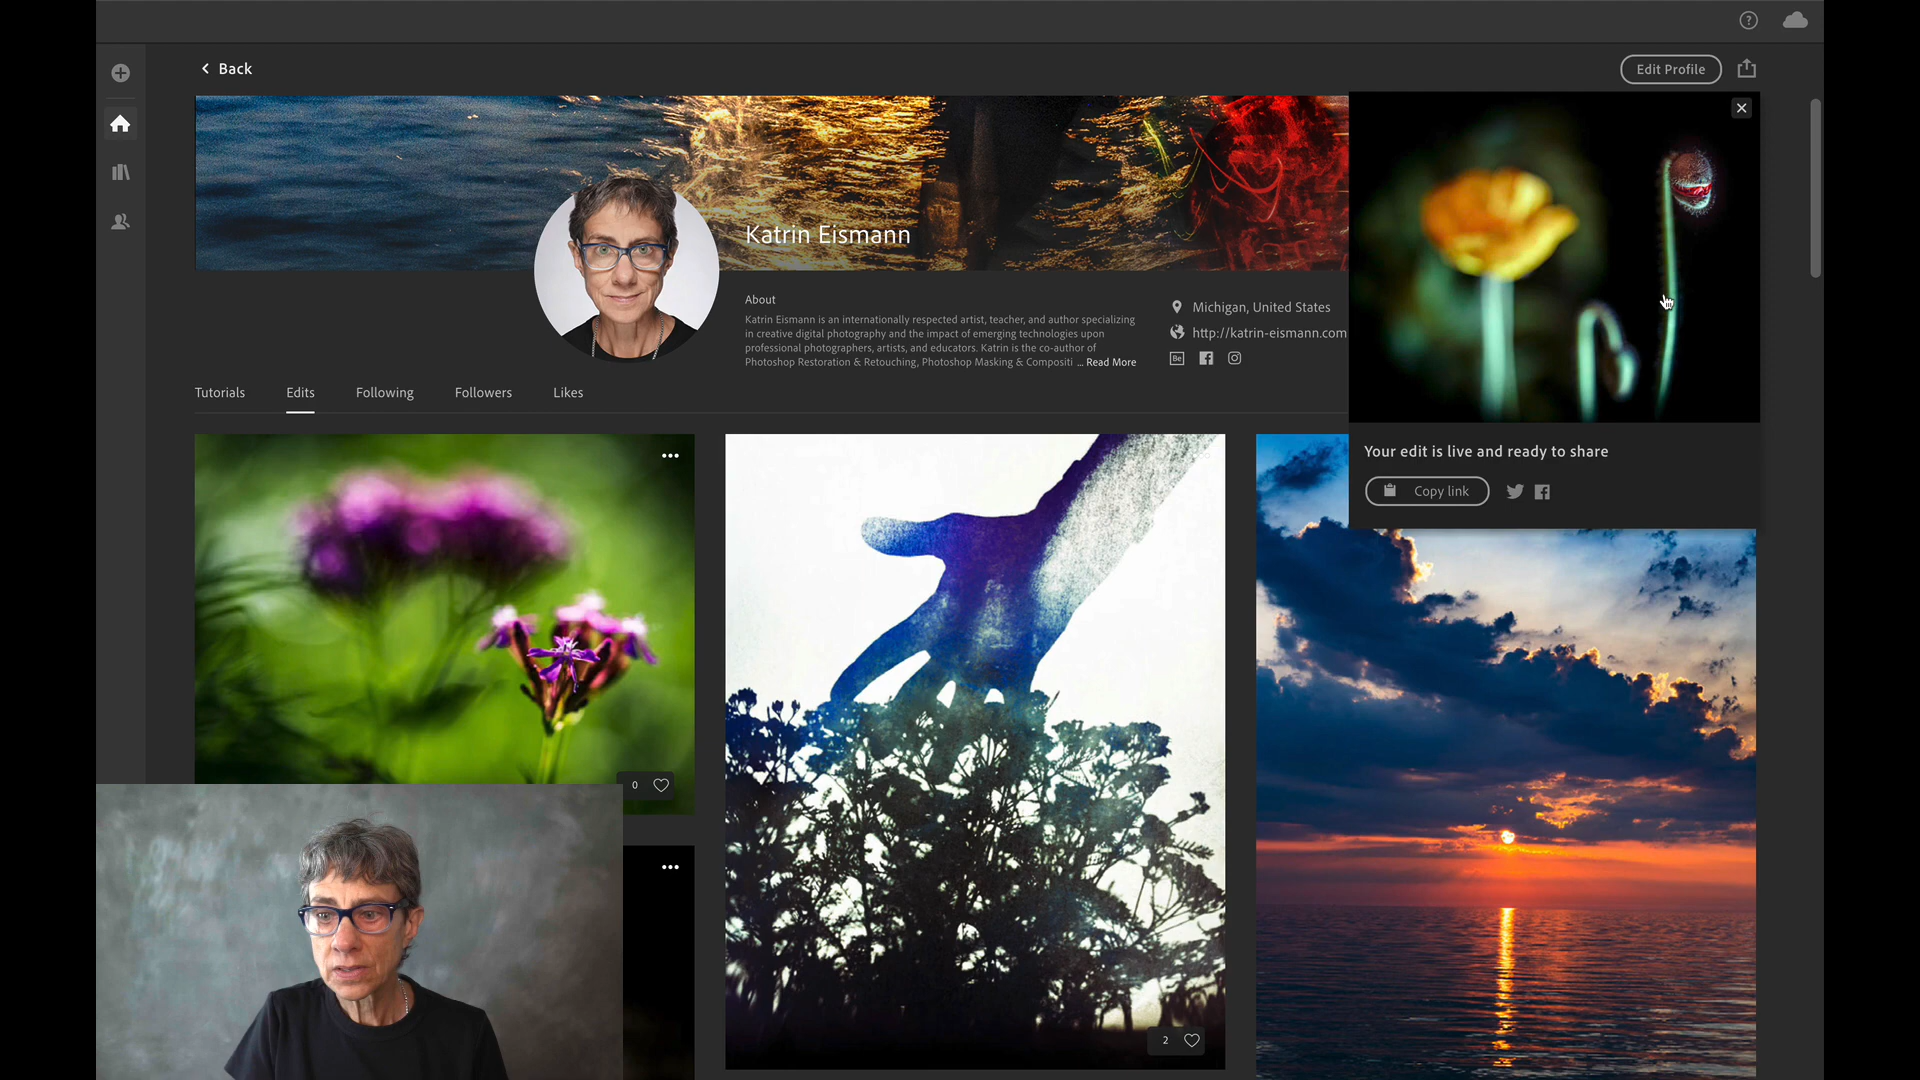 ?
Back
Edit Profile
Katrin Eismann
About
Katrin Eismann is an internationally respected artist, teacher, and author specializing
in creative digital photography and the impact of emerging technologies upon
professional photographers, artists, and educators. Katrin is the co-author of
Photoshop Restoration & Retouching, Photoshop Masking & Compositi ... Read More
Michigan, United States
http://katrin-eismann.com
Bē
Tutorials
Edits
Following
Followers
Likes
Your edit is live and ready to share
Copy link
0
2